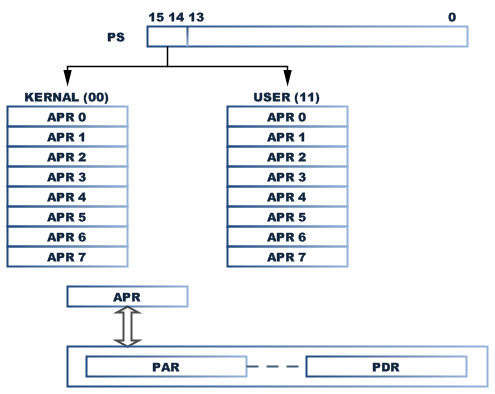 15 14 13 0
PS
KERNAL (00) USER (11)
APR 0 APR 0
APR 1 APR 1
APR 2 APR 2
APR 3 APR 3
APR 4 APR 4
APR 5 APR 5
APR 6 APR 6
APR 7 APR 7
APR
PAR PDR